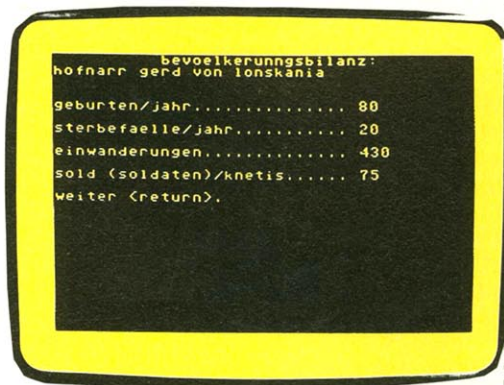 bevoelkerunngsbilanz:
hofnarr gerd von lonskania
geburten/jahr............... 80
sterbefaelle/jahr........... 20
einwanderungen.............. 430
sold (soldaten)/knetis...... 75
weiter <return>.